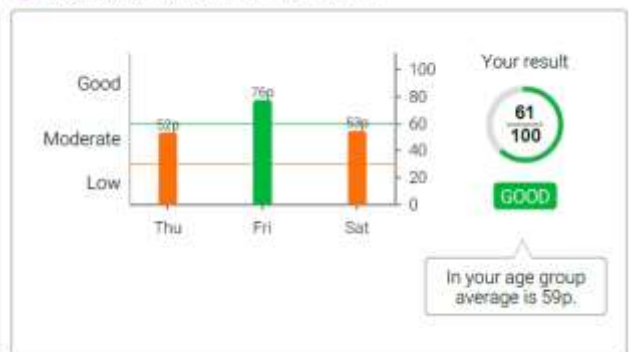 Good
Moderate
Low
52p
76p
53p
100
80
60
40
20
0
Thu
Fri
Sat
Your result
61
100
GOOD
In your age group
average is 59p.